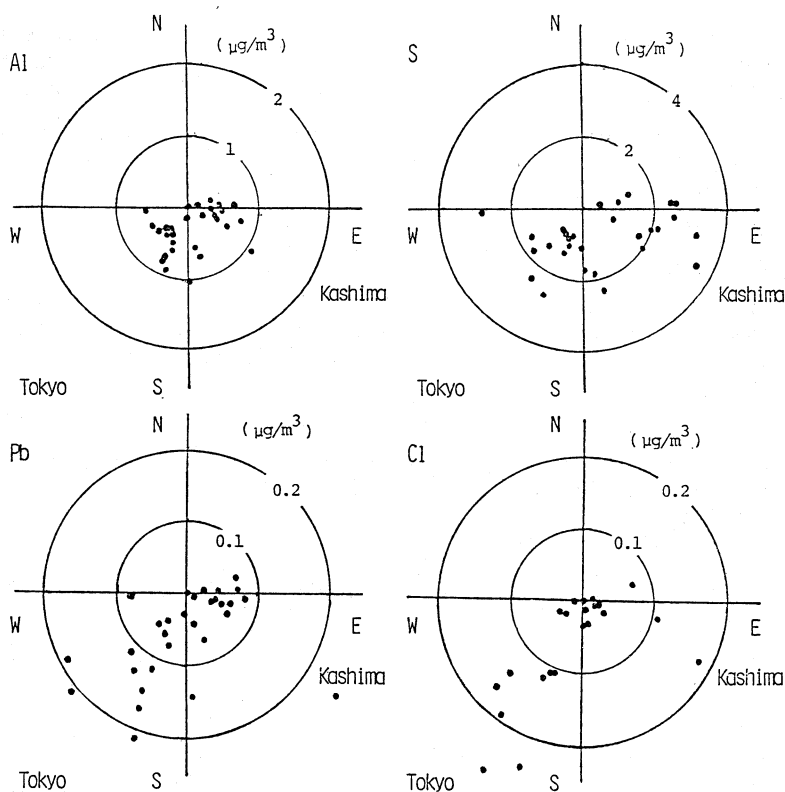 N
(µg/m³)
Al
2
1
W
E
Kashima
Tokyo
S
N
(µg/m³)
S
4
2
W
E
Kashima
Tokyo
S
N
(µg/m³)
Pb
0.2
0.1
W
E
Kashima
Tokyo
S
N
(µg/m³)
Cl
0.2
0.1
W
E
Kashima
Tokyo
S